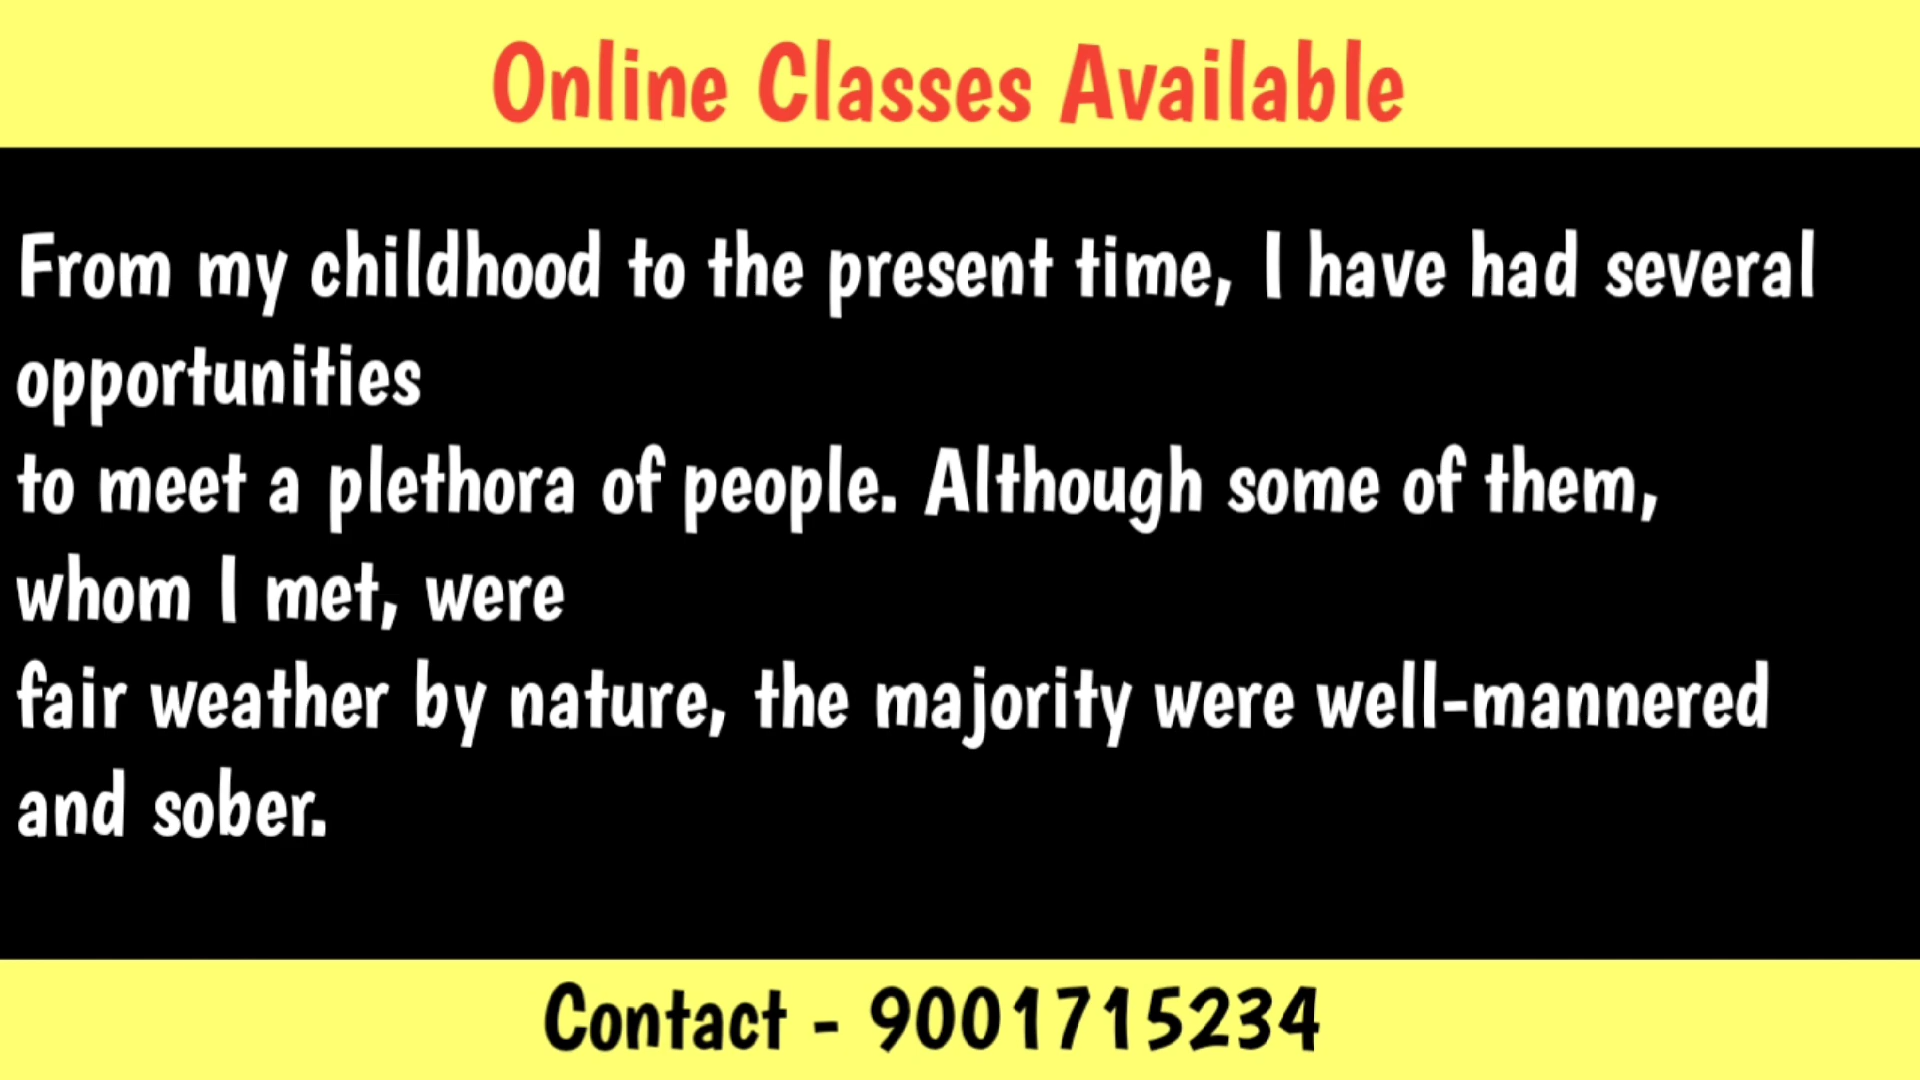 Online Classes Available
From my childhood to the present time, I have had several
opportunities
to meet a plethora of people. Although some of them,
whom I met, were
fair weather by nature, the majority were well-mannered
and sober.
Contact - 9001715234